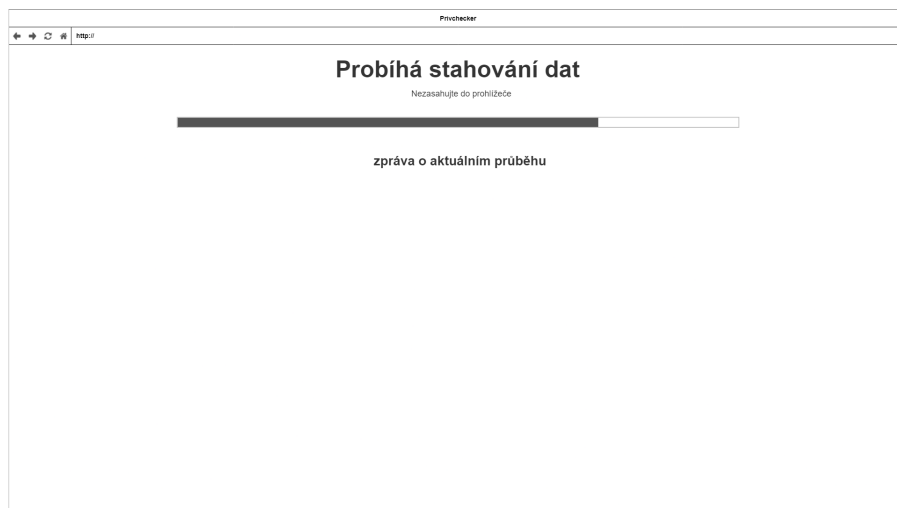 Privchecker
http://
Probíhá stahování dat
Nezasahujte do prohlížeče
zpráva o aktuálním průběhu